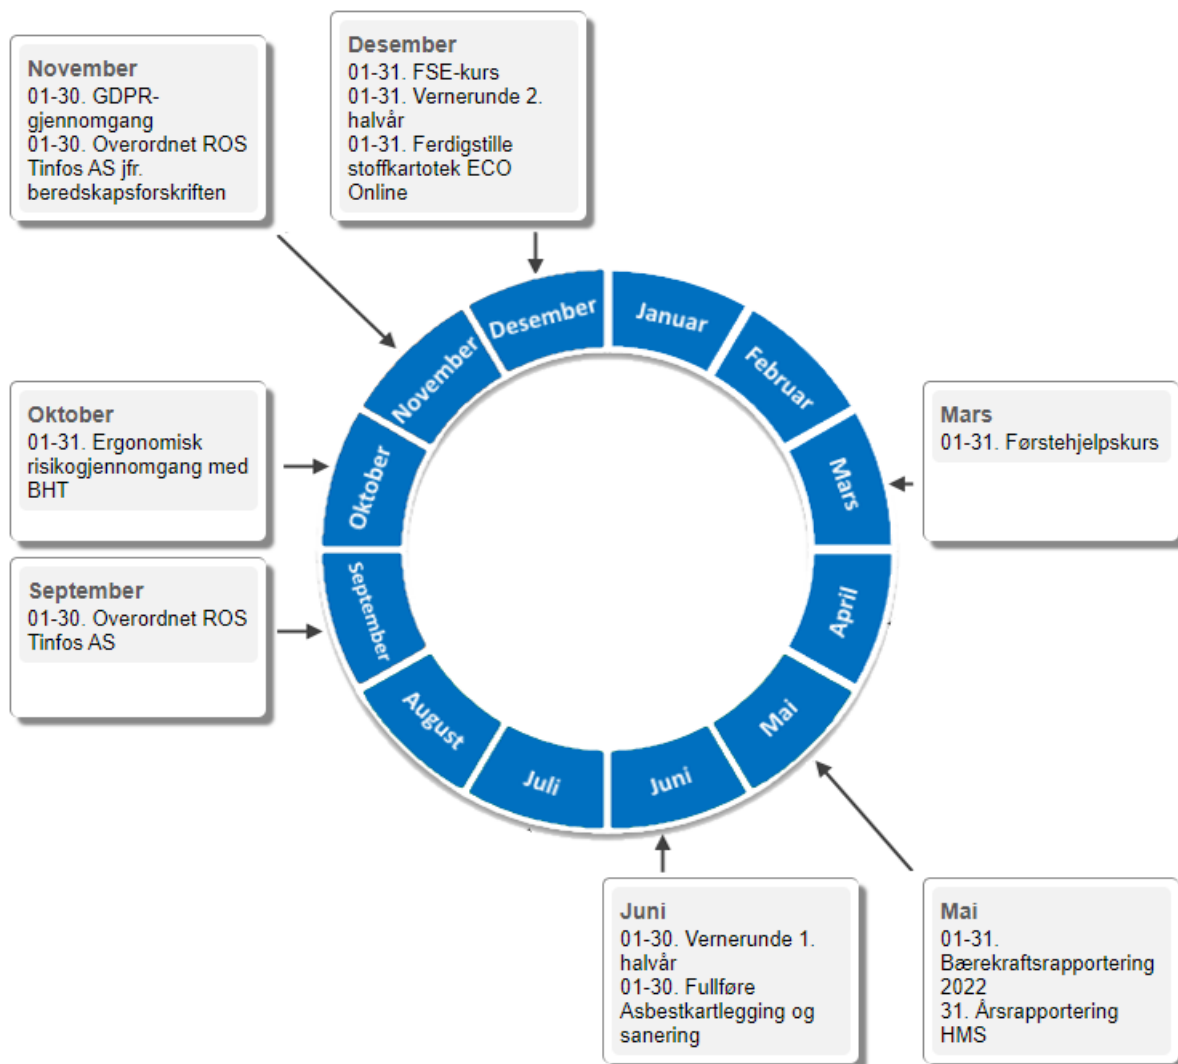 Desember
01-31. FSE-kurs
01-31. Vernerunde 2.
halvår
01-31. Ferdigstille
stoffkartotek ECO
Online
November
01-30. GDPR-
gjennomgang
01-30. Overordnet ROS
Tinfos AS jfr.
beredskapsforskriften
Oktober
01-31. Ergonomisk
risikogjennomgang med
BHT
September
01-30. Overordnet ROS
Tinfos AS
Januar
Februar
Mars
April
Mai
Juni
Juli
August
September
Oktober
November
Desember
Mars
01-31. Førstehjelpskurs
Juni
01-30. Vernerunde 1.
halvår
01-30. Fullføre
Asbestkartlegging og
sanering
Mai
01-31.
Bærekraftsrapportering
2022
31. Årsrapportering
HMS